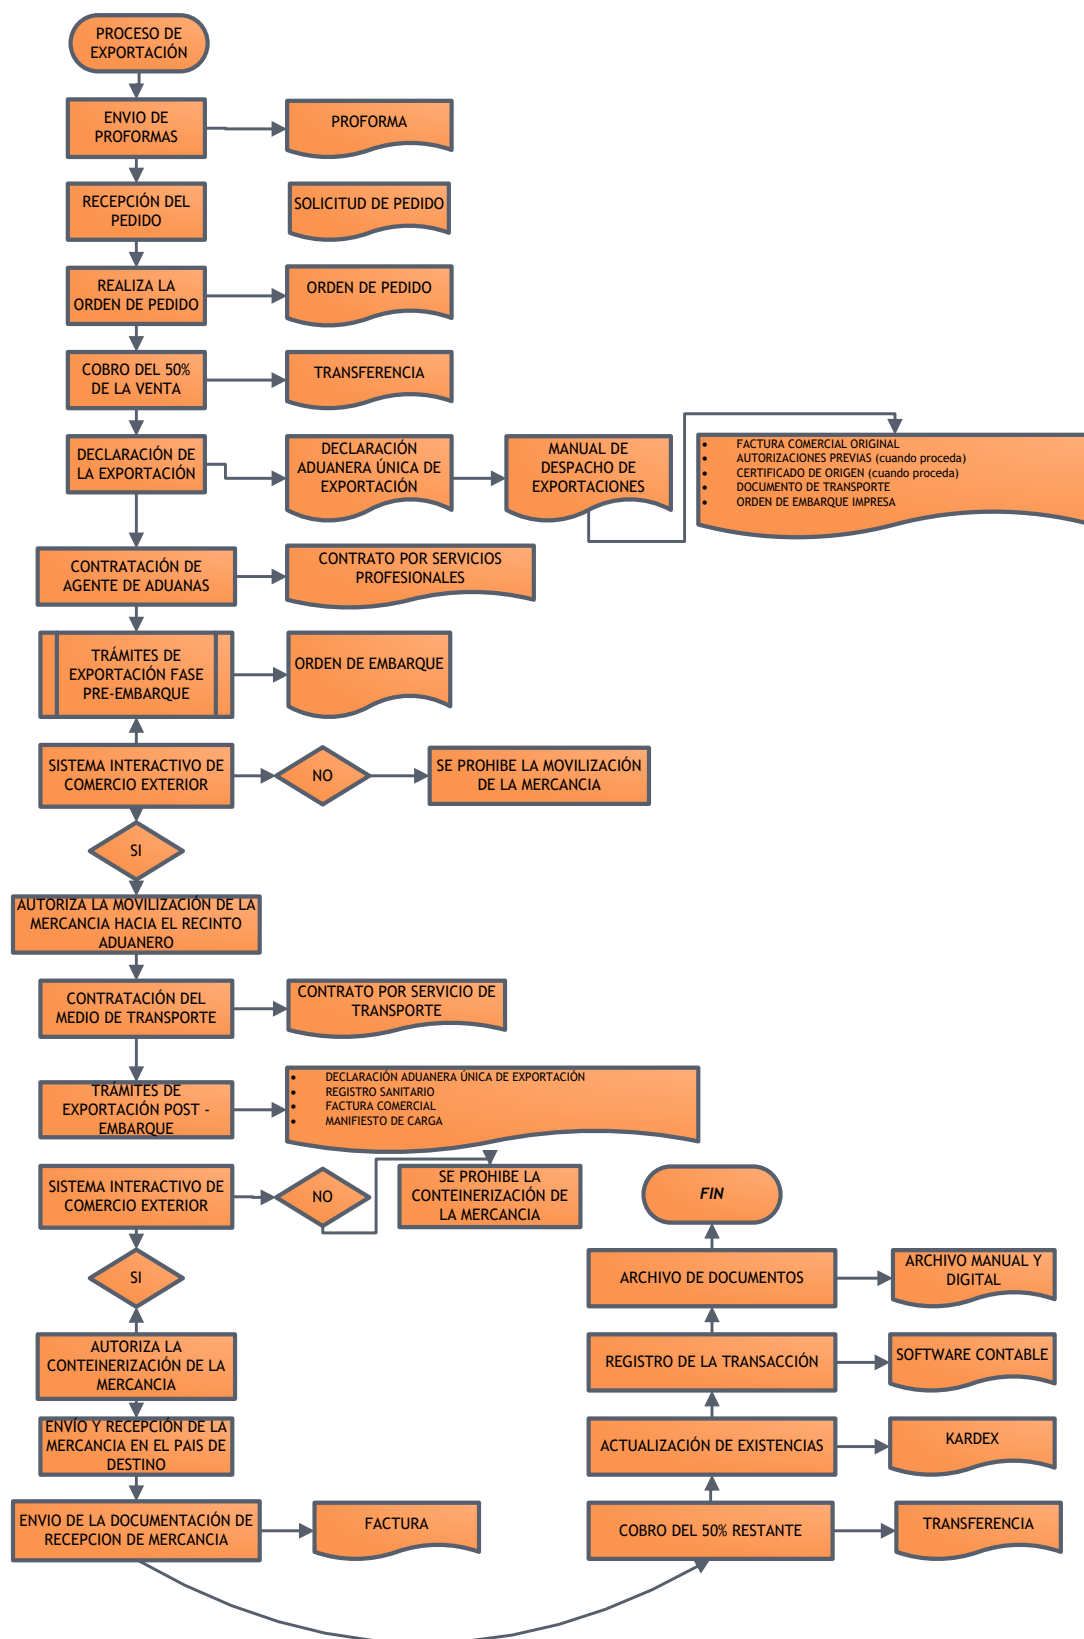 PROCESO DE
EXPORTACIÓN
ENVIO DE
PROFORMAS
PROFORMA
RECEPCIÓN DEL
PEDIDO
SOLICITUD DE PEDIDO
REALIZA LA
ORDEN DE PEDIDO
ORDEN DE PEDIDO
COBRO DEL 50%
DE LA VENTA
TRANSFERENCIA
DECLARACIÓN DE
LA EXPORTACIÓN
DECLARACIÓN
ADUANERA ÚNICA DE
EXPORTACIÓN
MANUAL DE
DESPACHO DE
EXPORTACIONES
• FACTURA COMERCIAL ORIGINAL
• AUTORIZACIONES PREVIAS (cuando proceda)
• CERTIFICADO DE ORIGEN (cuando proceda)
• DOCUMENTO DE TRANSPORTE
• ORDEN DE EMBARQUE IMPRESA
CONTRATACIÓN DE
AGENTE DE ADUANAS
CONTRATO POR SERVICIOS
PROFESIONALES
TRÁMITES DE
EXPORTACIÓN FASE
PRE-EMBARQUE
ORDEN DE EMBARQUE
SISTEMA INTERACTIVO DE
COMERCIO EXTERIOR
NO
SE PROHIBE LA MOVILIZACIÓN
DE LA MERCANCIA
SI
AUTORIZA LA MOVILIZACIÓN DE LA
MERCANCIA HACIA EL RECINTO
ADUANERO
CONTRATACIÓN DEL
MEDIO DE TRANSPORTE
CONTRATO POR SERVICIO DE
TRANSPORTE
TRÁMITES DE
EXPORTACIÓN POST -
EMBARQUE
• DECLARACIÓN ADUANERA ÚNICA DE EXPORTACIÓN
• REGISTRO SANITARIO
• FACTURA COMERCIAL
• MANIFIESTO DE CARGA
SISTEMA INTERACTIVO DE
COMERCIO EXTERIOR
NO
SE PROHIBE LA
CONTEINERIZACIÓN DE
LA MERCANCIA
SI
AUTORIZA LA
CONTEINERIZACIÓN DE LA
MERCANCIA
ENVÍO Y RECEPCIÓN DE LA
MERCANCIA EN EL PAIS DE
DESTINO
ENVIO DE LA DOCUMENTACIÓN DE
RECEPCION DE MERCANCIA
FACTURA
FIN
ARCHIVO DE DOCUMENTOS
ARCHIVO MANUAL Y
DIGITAL
REGISTRO DE LA TRANSACCIÓN
SOFTWARE CONTABLE
ACTUALIZACIÓN DE EXISTENCIAS
KARDEX
COBRO DEL 50% RESTANTE
TRANSFERENCIA